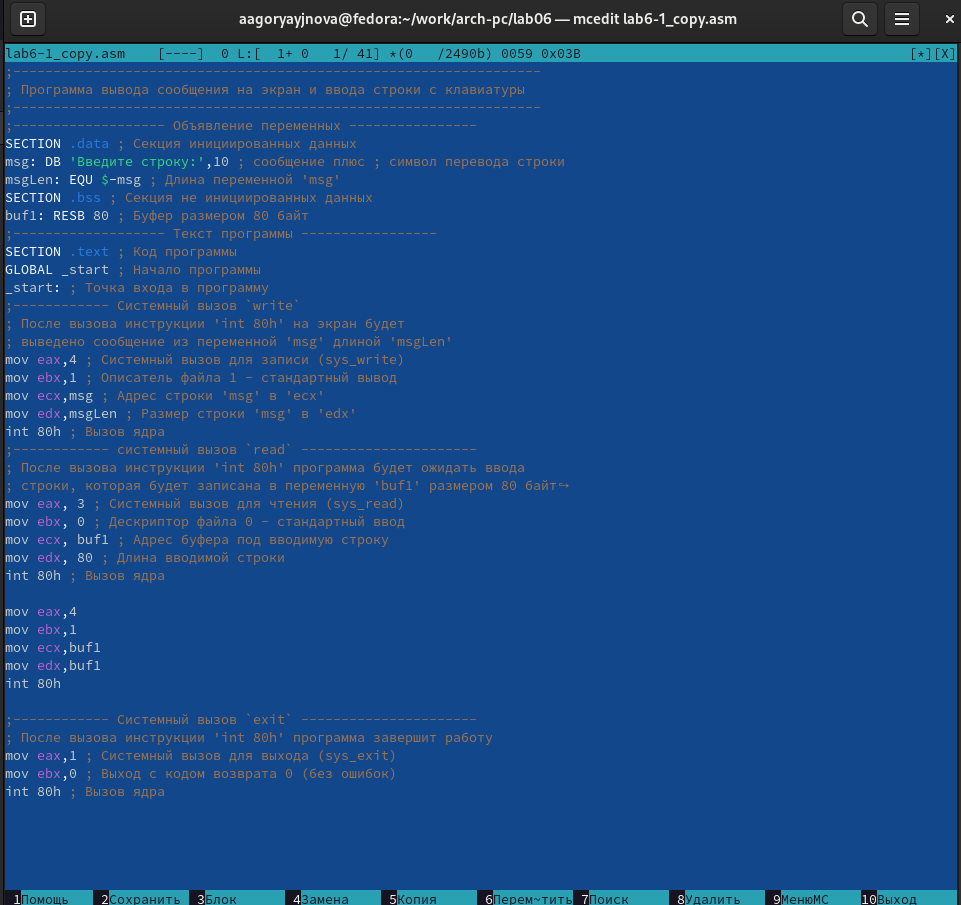 aagoryayjnova@fedora:~/work/arch-pc/lab06 — mcedit lab6-1_copy.asm
lab6-1_copy.asm [----] 0 L:[ 1+ 0 1/ 41] *(0 /2490b) 0059 0x03B [*][X]
;------------------------------------------------------------------
; Программа вывода сообщения на экран и ввода строки с клавиатуры
;------------------------------------------------------------------
;------------------- Объявление переменных ----------------
SECTION .data ; Секция инициированных данных
msg: DB 'Введите строку:',10 ; сообщение плюс ; символ перевода строки
msgLen: EQU $-msg ; Длина переменной 'msg'
SECTION .bss ; Секция не инициированных данных
buf1: RESB 80 ; Буфер размером 80 байт
;------------------- Текст программы -----------------
SECTION .text ; Код программы
GLOBAL _start ; Начало программы
_start: ; Точка входа в программу
;------------ Системный вызов `write`
; После вызова инструкции 'int 80h' на экран будет
; выведено сообщение из переменной 'msg' длиной 'msgLen'
mov eax,4 ; Системный вызов для записи (sys_write)
mov ebx,1 ; Описатель файла 1 - стандартный вывод
mov ecx,msg ; Адрес строки 'msg' в 'ecx'
mov edx,msgLen ; Размер строки 'msg' в 'edx'
int 80h ; Вызов ядра
;------------ системный вызов `read` ----------------------
; После вызова инструкции 'int 80h' программа будет ожидать ввода
; строки, которая будет записана в переменную 'buf1' размером 80 байт↪
mov eax, 3 ; Системный вызов для чтения (sys_read)
mov ebx, 0 ; Дескриптор файла 0 - стандартный ввод
mov ecx, buf1 ; Адрес буфера под вводимую строку
mov edx, 80 ; Длина вводимой строки
int 80h ; Вызов ядра
mov eax,4
mov ebx,1
mov ecx,buf1
mov edx,buf1
int 80h
;------------ Системный вызов `exit` ----------------------
; После вызова инструкции 'int 80h' программа завершит работу
mov eax,1 ; Системный вызов для выхода (sys_exit)
mov ebx,0 ; Выход с кодом возврата 0 (без ошибок)
int 80h ; Вызов ядра
1Помощь 2Сохранить 3Блок 4Замена 5Копия 6Перем~тить 7Поиск 8Удалить 9МенюМС 10Выход